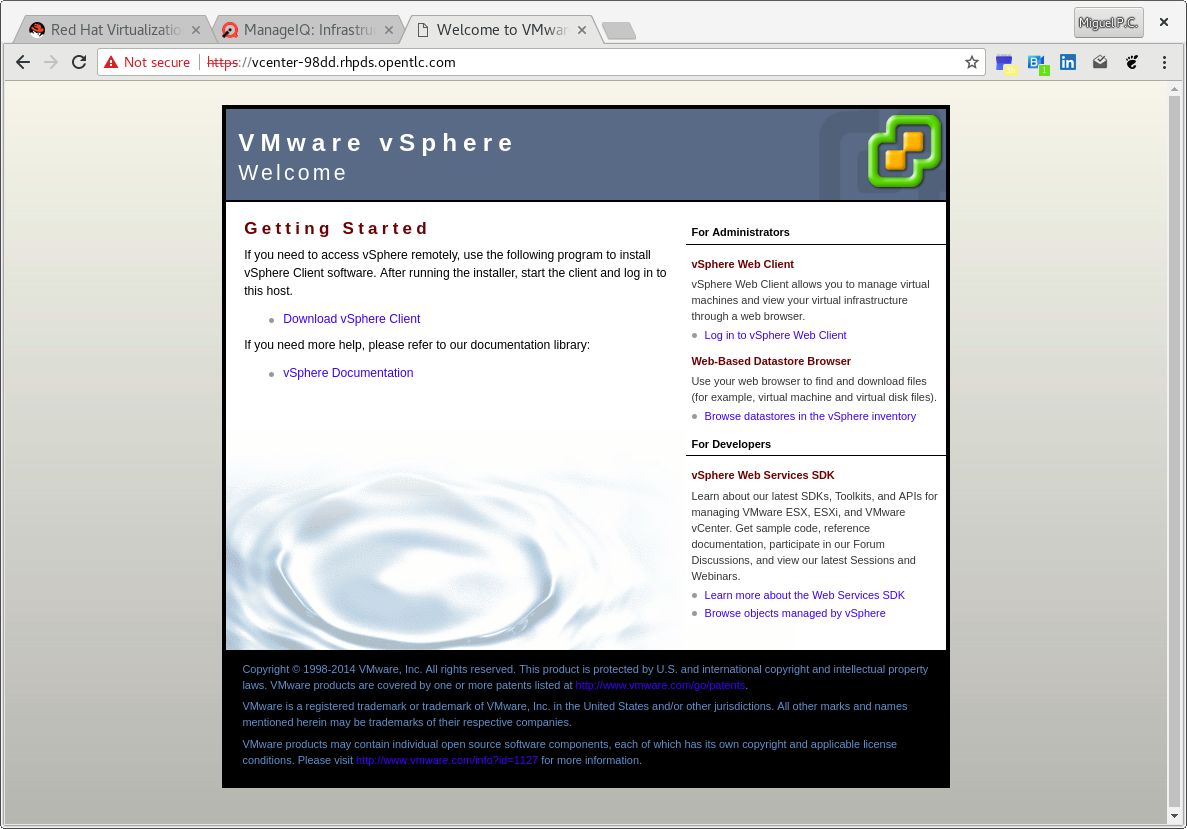 Red Hat Virtualizatio
ManageIQ: Infrastru
Welcome to VMwar
Miguel P.C.
Not secure
https://vcenter-98dd.rhpds.opentlc.com
VMware vSphere
Welcome
Getting Started
If you need to access vSphere remotely, use the following program to install
vSphere Client software. After running the installer, start the client and log in to
this host.
Download vSphere Client
If you need more help, please refer to our documentation library:
vSphere Documentation
For Administrators
vSphere Web Client
vSphere Web Client allows you to manage virtual
machines and view your virtual infrastructure
through a web browser.
Log in to vSphere Web Client
Web-Based Datastore Browser
Use your web browser to find and download files
(for example, virtual machine and virtual disk files).
Browse datastores in the vSphere inventory
For Developers
vSphere Web Services SDK
Learn about our latest SDKs, Toolkits, and APIs for
managing VMware ESX, ESXi, and VMware
vCenter. Get sample code, reference
documentation, participate in our Forum
Discussions, and view our latest Sessions and
Webinars.
Learn more about the Web Services SDK
Browse objects managed by vSphere
Copyright © 1998-2014 VMware, Inc. All rights reserved. This product is protected by U.S. and international copyright and intellectual property
laws. VMware products are covered by one or more patents listed at http://www.vmware.com/go/patents.
VMware is a registered trademark or trademark of VMware, Inc. in the United States and/or other jurisdictions. All other marks and names
mentioned herein may be trademarks of their respective companies.
VMware products may contain individual open source software components, each of which has its own copyright and applicable license
conditions. Please visit http://www.vmware.com/info?id=1127 for more information.